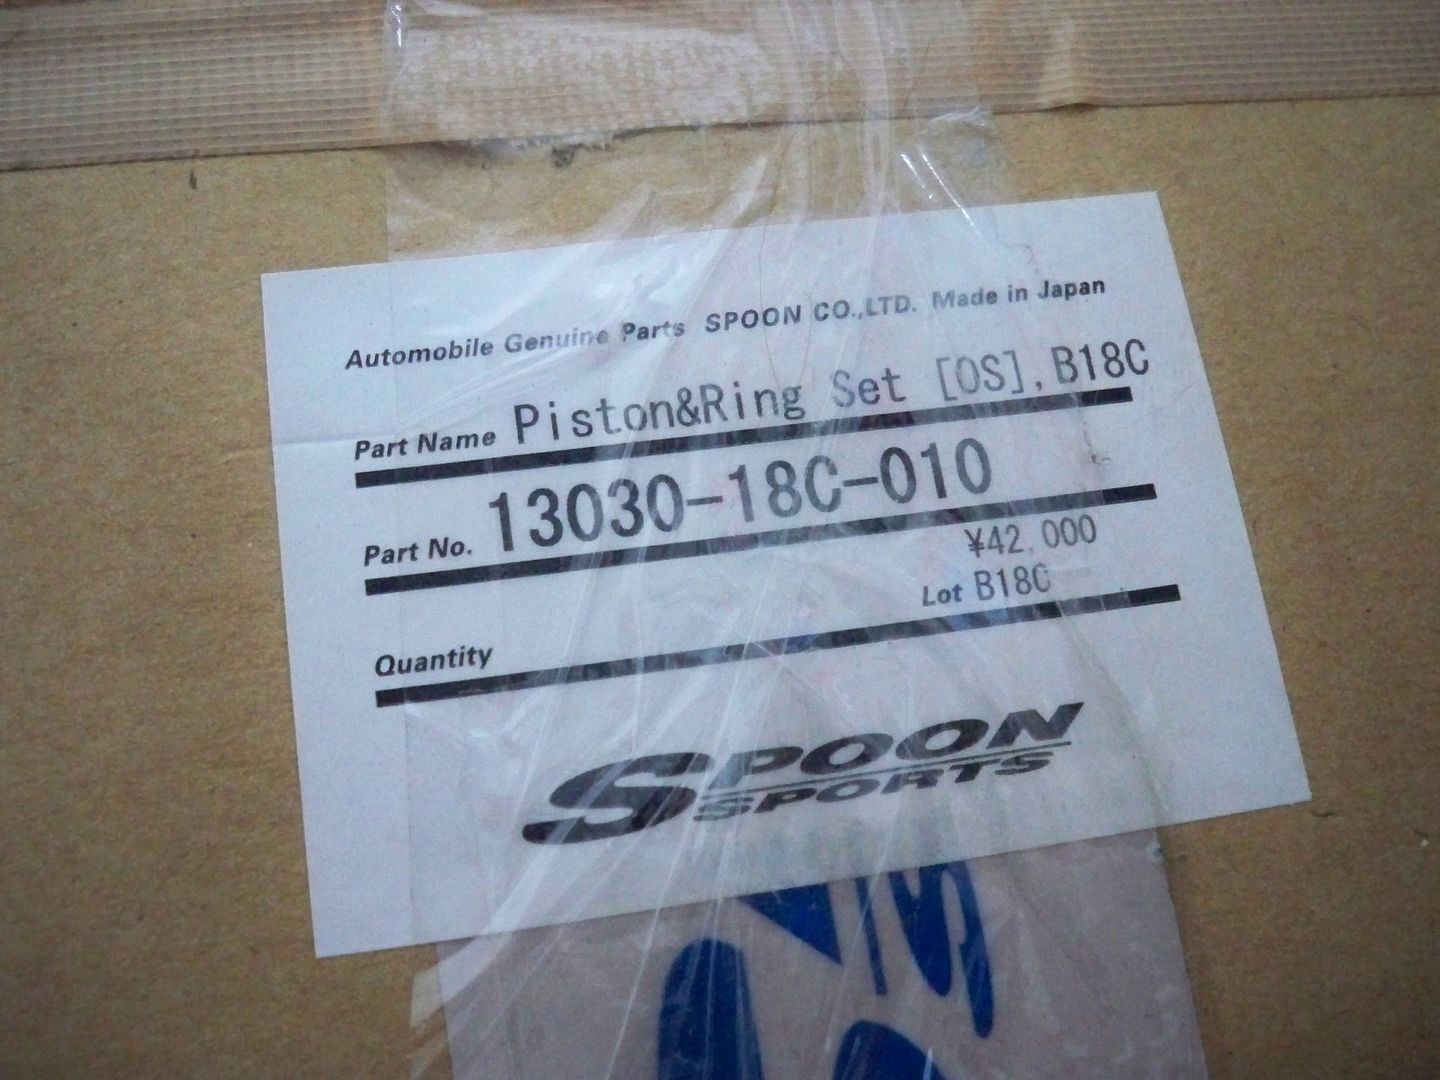 Automobile Genuine Parts SPOON CO.,LTD. Made in Japan
Part Name Piston&Ring Set [OS], B18C
Part No. 13030-18C-010
¥42,000
Lot B18C
Quantity
SPOON
SPORTS